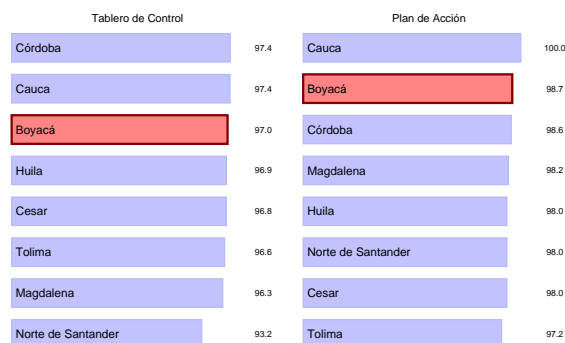 Tablero de Control
Córdoba 97.4
Cauca 97.4
Boyacá 97.0
Huila 96.9
Cesar 96.8
Tolima 96.6
Magdalena 96.3
Norte de Santander 93.2
Plan de Acción
Cauca 100.0
Boyacá 98.7
Córdoba 98.6
Magdalena 98.2
Huila 98.0
Norte de Santander 98.0
Cesar 98.0
Tolima 97.2